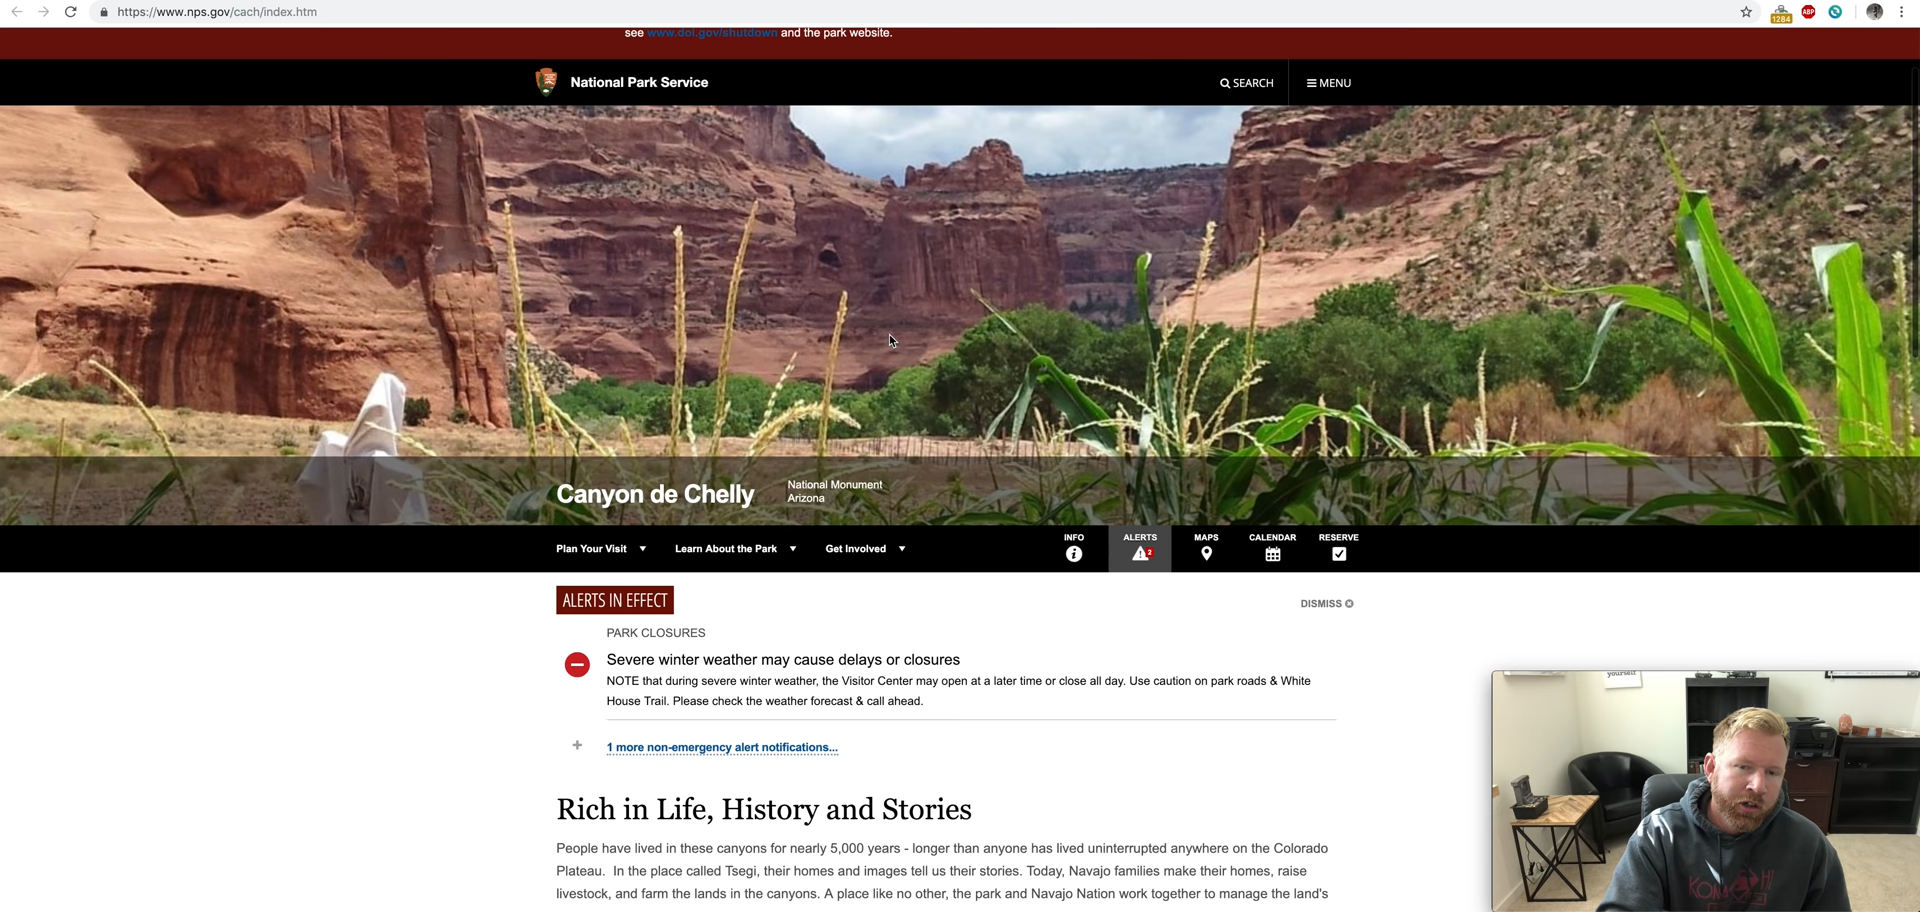 https://www.nps.gov/cach/index.htm
1284
ABP
see www.doi.gov/shutdown and the park website.
National Park Service
SEARCH
MENU
Canyon de Chelly
National Monument
Arizona
Plan Your Visit
Learn About the Park
Get Involved
INFO
ALERTS
2
MAPS
CALENDAR
RESERVE
ALERTS IN EFFECT
DISMISS
PARK CLOSURES
Severe winter weather may cause delays or closures
NOTE that during severe winter weather, the Visitor Center may open at a later time or close all day. Use caution on park roads & White
House Trail. Please check the weather forecast & call ahead.
1 more non-emergency alert notifications...
Rich in Life, History and Stories
People have lived in these canyons for nearly 5,000 years - longer than anyone has lived uninterrupted anywhere on the Colorado
Plateau. In the place called Tsegi, their homes and images tell us their stories. Today, Navajo families make their homes, raise
livestock, and farm the lands in the canyons. A place like no other, the park and Navajo Nation work together to manage the land's
yourself